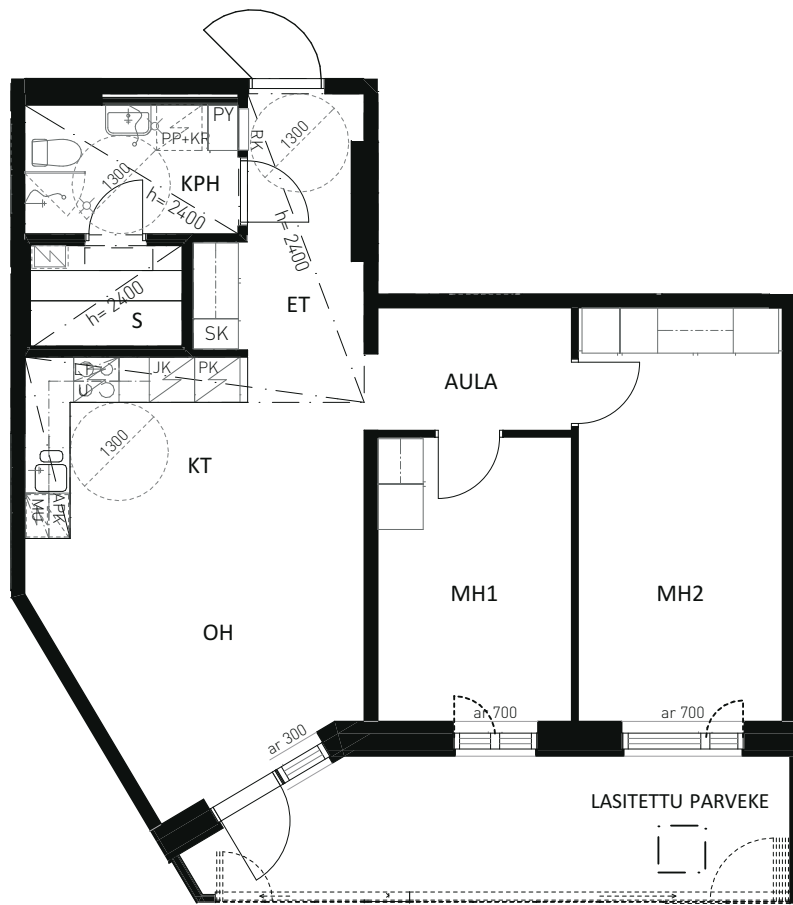 PY
PP+KR
RK
1300
1300
KPH
h= 2400
h= 2400
h= 2400
S
ET
SK
JK
PK
AULA
1300
KT
APK
MU
MH1
MH2
OH
ar 300
ar 700
ar 700
LASITETTU PARVEKE